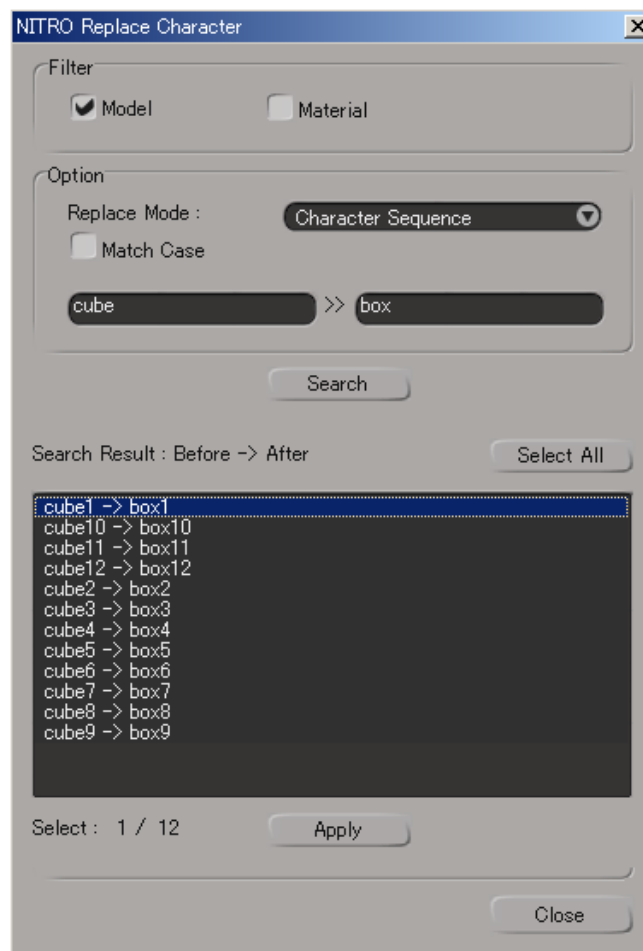 NITRO Replace Character
Filter
Model
Material
Option
Replace Mode :
Character Sequence
Match Case
cube >> box
Search
Search Result : Before -> After
Select All
cube1 -> box1
cube10 -> box10
cube11 -> box11
cube12 -> box12
cube2 -> box2
cube3 -> box3
cube4 -> box4
cube5 -> box5
cube6 -> box6
cube7 -> box7
cube8 -> box8
cube9 -> box9
Select : 1 / 12
Apply
Close